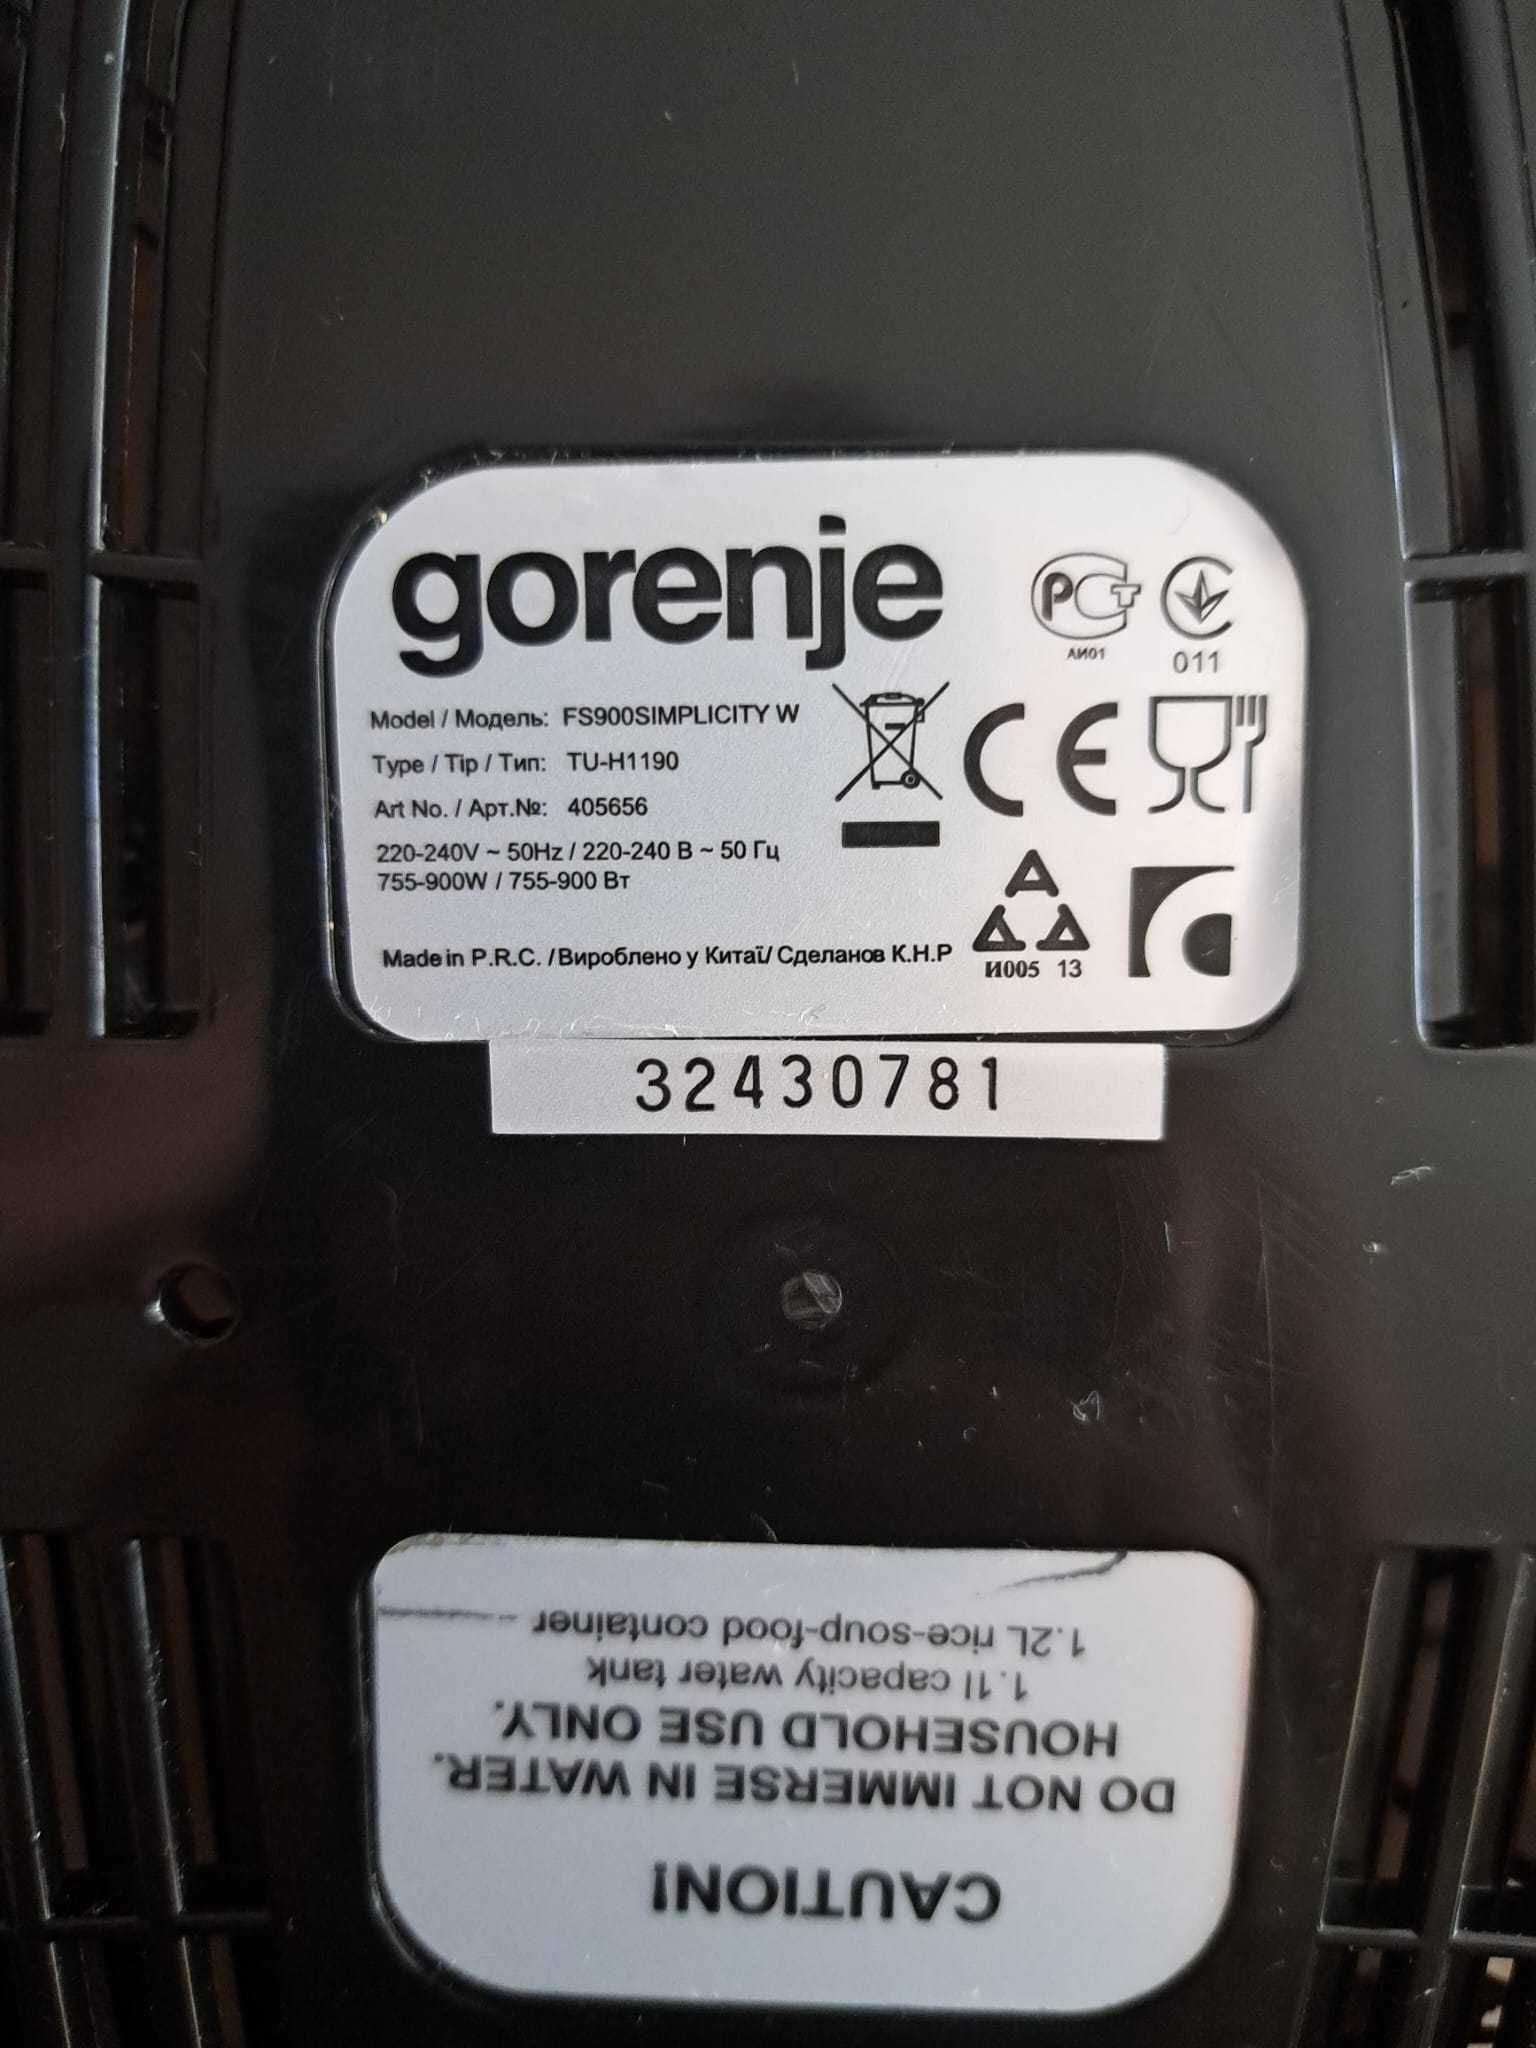 gorenje
РСТ
АИ01
011
Model / Модель: FS900SIMPLICITY W
Type / Tip / Тип: TU-H1190
Art No. / Арт.№: 405656
220-240V ~ 50Hz / 220-240 В ~ 50 Гц
755-900W / 755-900 Вт
CE
Made in P.R.C. /Вироблено у Китаї/ Сделанов К.Н.Р
И005 13
32430781
CAUTION!
DO NOT IMMERSE IN WATER.
HOUSEHOLD USE ONLY.
1.1l capacity water tank
1.2L rice-soup-food container